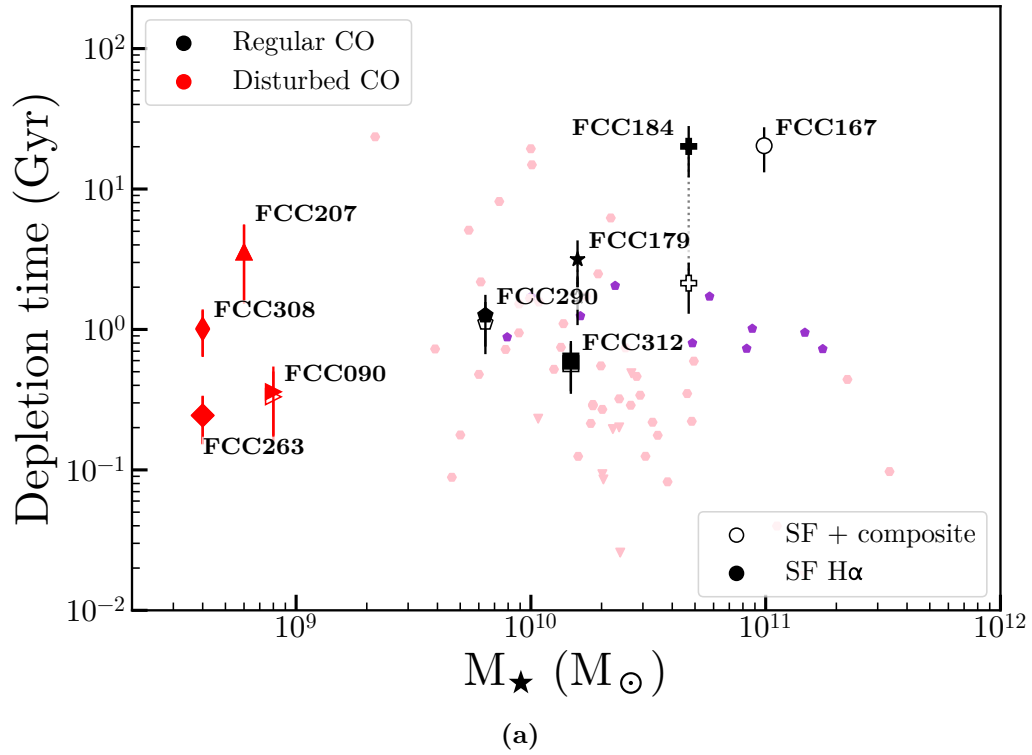 Regular CO
Disturbed CO
FCC184
FCC167
FCC207
FCC179
FCC290
FCC308
FCC312
FCC090
FCC263
SF + composite
SF Hα
Depletion time (Gyr)
10²
10¹
10⁰
10⁻¹
10⁻²
10⁹
10¹⁰
10¹¹
10¹²
M★ (M⊙)
(a)